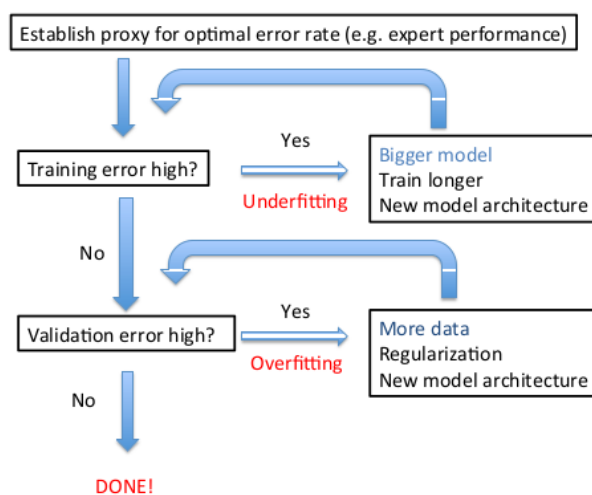 Establish proxy for optimal error rate (e.g. expert performance)
Training error high?
Yes
Underfitting
Bigger model
Train longer
New model architecture
No
Validation error high?
Yes
Overfitting
More data
Regularization
New model architecture
No
DONE!